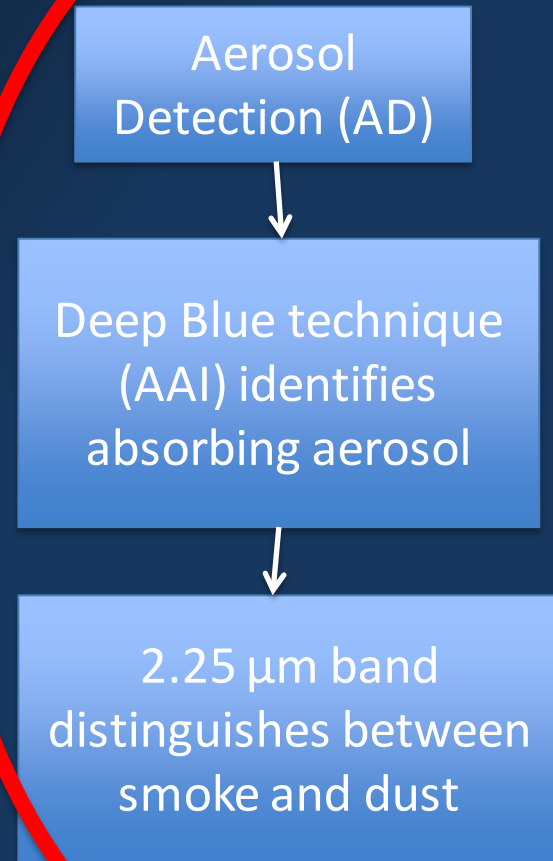 Aerosol
Detection (AD)
Deep Blue technique
(AAI) identifies
absorbing aerosol
2.25 µm band
distinguishes between
smoke and dust